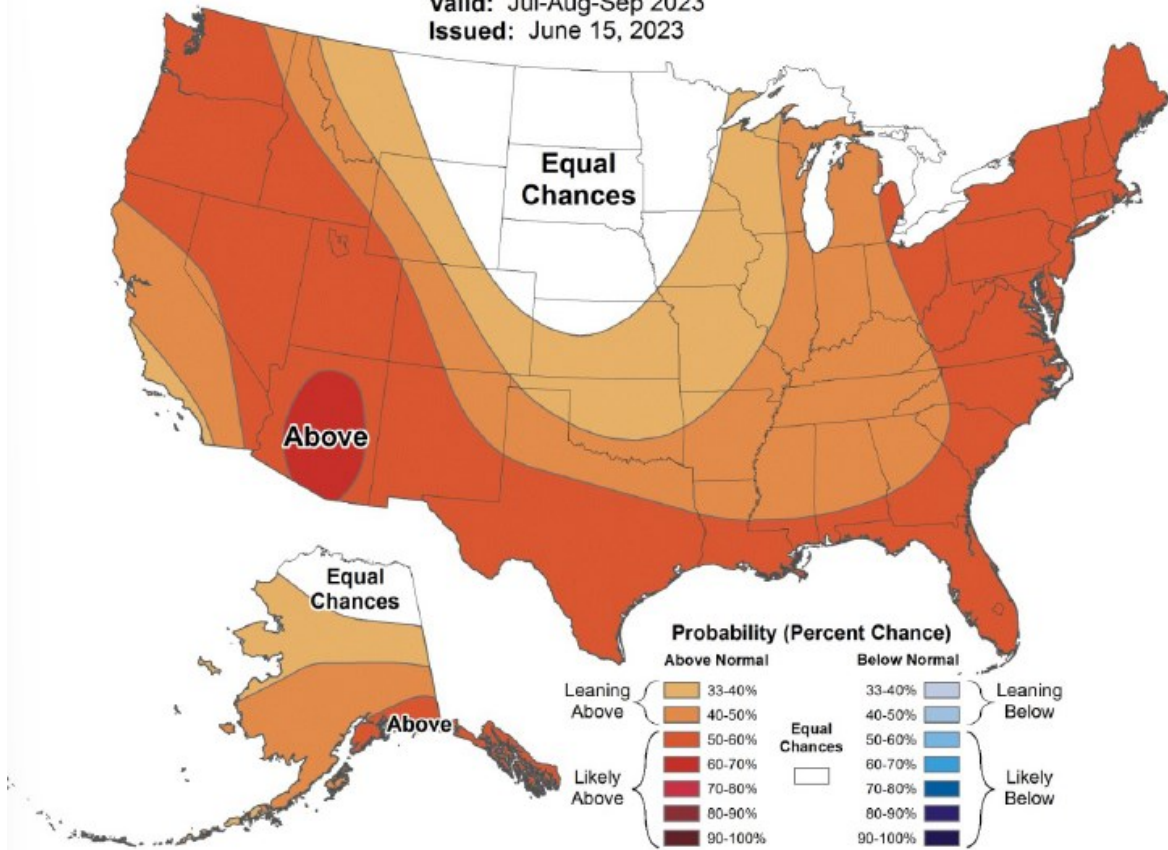 Valid: Jul-Aug-Sep 2023
Issued: June 15, 2023
Equal
Chances
Above
Equal
Chances
Above
Probability (Percent Chance)
Above Normal
Below Normal
Leaning
Above
33-40%
40-50%
Likely
Above
50-60%
60-70%
70-80%
80-90%
90-100%
Equal
Chances
33-40%
40-50%
Leaning
Below
50-60%
60-70%
70-80%
80-90%
90-100%
Likely
Below